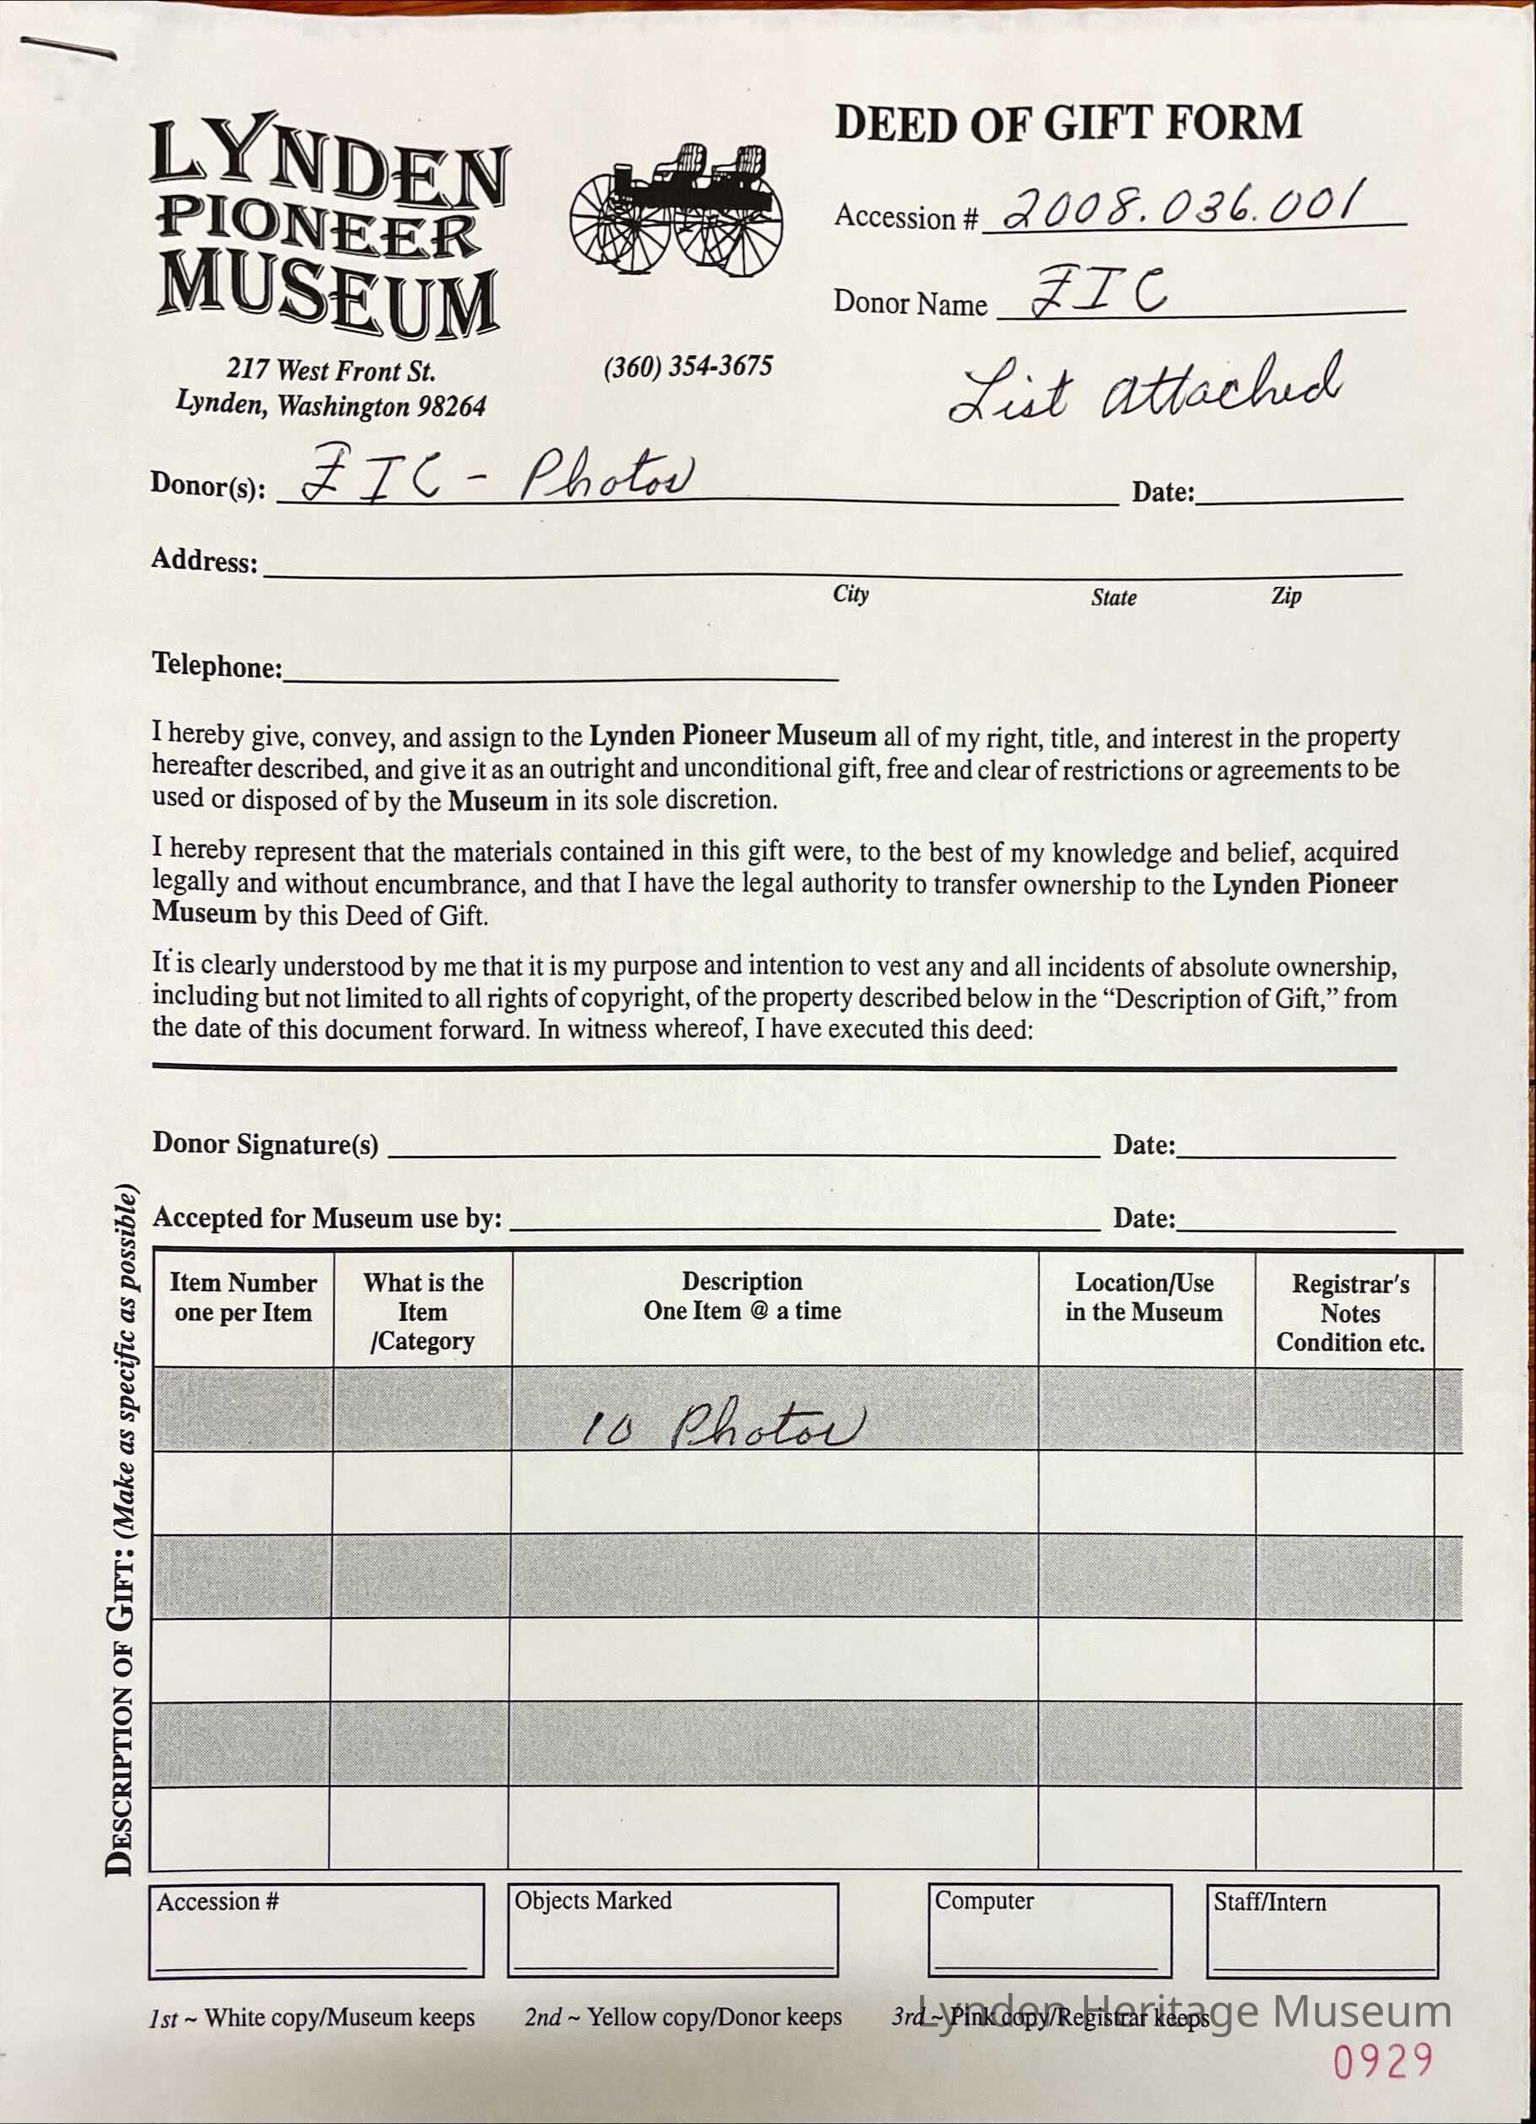 LYNDEN
PIONEER
MUSEUM
217 West Front St.
Lynden, Washington 98264
(360) 354-3675
DEED OF GIFT FORM
Accession # 2008.036.001
Donor Name FIC
List attached
Donor(s): FIC - Photos Date:
Address:
City State Zip
Telephone:
I hereby give, convey, and assign to the Lynden Pioneer Museum all of my right, title, and interest in the property
hereafter described, and give it as an outright and unconditional gift, free and clear of restrictions or agreements to be
used or disposed of by the Museum in its sole discretion.
I hereby represent that the materials contained in this gift were, to the best of my knowledge and belief, acquired
legally and without encumbrance, and that I have the legal authority to transfer ownership to the Lynden Pioneer
Museum by this Deed of Gift.
It is clearly understood by me that it is my purpose and intention to vest any and all incidents of absolute ownership,
including but not limited to all rights of copyright, of the property described below in the “Description of Gift,” from
the date of this document forward. In witness whereof, I have executed this deed:
Donor Signature(s) Date:
Accepted for Museum use by: Date:
DESCRIPTION OF GIFT: (Make as specific as possible)
Item Number
one per Item
What is the
Item
/Category
Description
One Item @ a time
Location/Use
in the Museum
Registrar's
Notes
Condition etc.
10 Photos
Accession # Objects Marked Computer Staff/Intern
1st ~ White copy/Museum keeps 2nd ~ Yellow copy/Donor keeps 3rd ~ Pink copy/Registrar keeps
Lynden Heritage Museum
0929